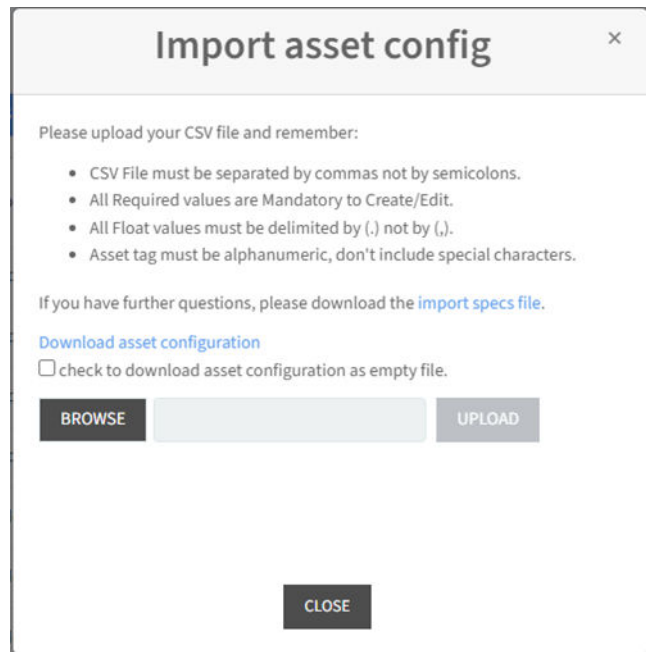 Import asset config
×
Please upload your CSV file and remember:
• CSV File must be separated by commas not by semicolons.
• All Required values are Mandatory to Create/Edit.
• All Float values must be delimited by (.) not by (,).
• Asset tag must be alphanumeric, don't include special characters.
If you have further questions, please download the import specs file.
Download asset configuration
check to download asset configuration as empty file.
BROWSE UPLOAD
CLOSE